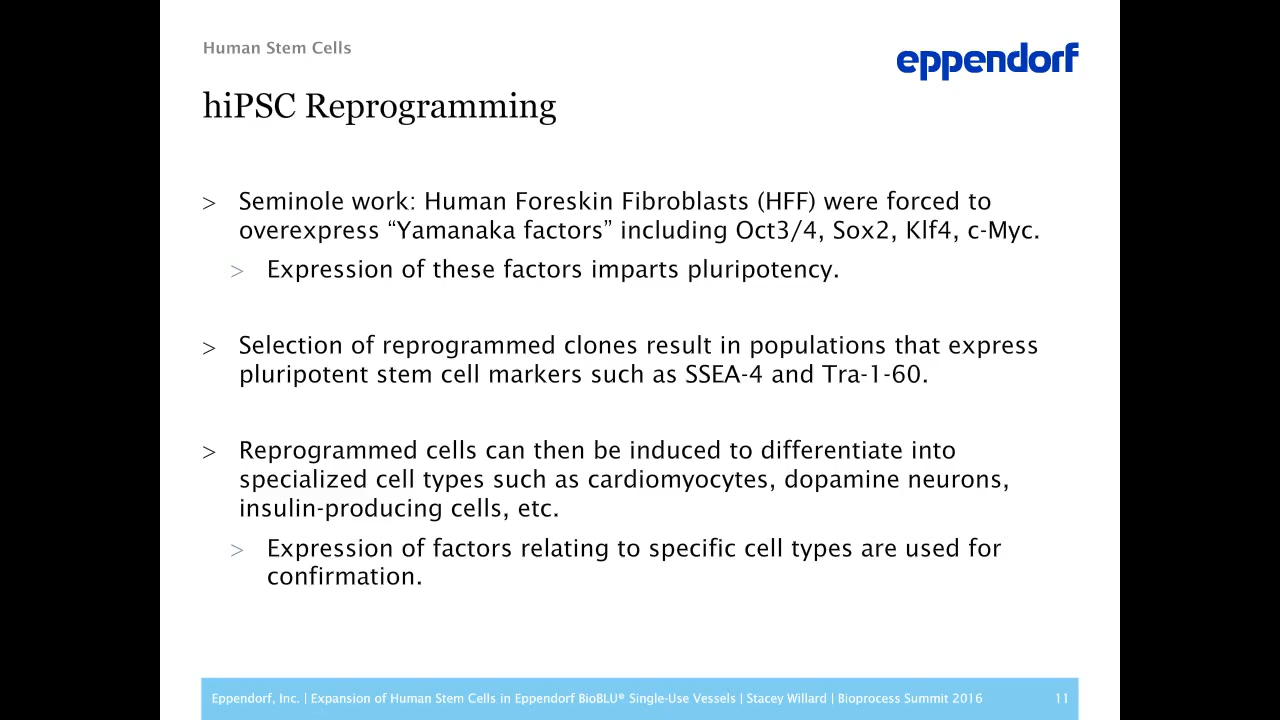 Human Stem Cells
eppendorf
hiPSC Reprogramming
> Seminole work: Human Foreskin Fibroblasts (HFF) were forced to
overexpress “Yamanaka factors” including Oct3/4, Sox2, Klf4, c-Myc.
> Expression of these factors imparts pluripotency.
> Selection of reprogrammed clones result in populations that express
pluripotent stem cell markers such as SSEA-4 and Tra-1-60.
> Reprogrammed cells can then be induced to differentiate into
specialized cell types such as cardiomyocytes, dopamine neurons,
insulin-producing cells, etc.
> Expression of factors relating to specific cell types are used for
confirmation.
Eppendorf, Inc. | Expansion of Human Stem Cells in Eppendorf BioBLU® Single-Use Vessels | Stacey Willard | Bioprocess Summit 2016 11